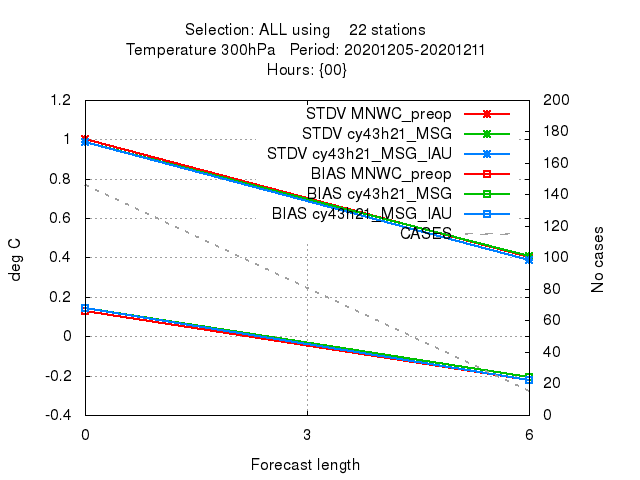 Selection: ALL using    22 stations
Temperature 300hPa   Period: 20201205-20201211
Hours: {00}
1.2
1
0.8
0.6
0.4
0.2
0
-0.2
-0.4
200
180
160
140
120
100
80
60
40
20
0
STDV MNWC_preop
STDV cy43h21_MSG
STDV cy43h21_MSG_IAU
BIAS MNWC_preop
BIAS cy43h21_MSG
BIAS cy43h21_MSG_IAU
CASES
deg C
No cases
0
3
6
Forecast length